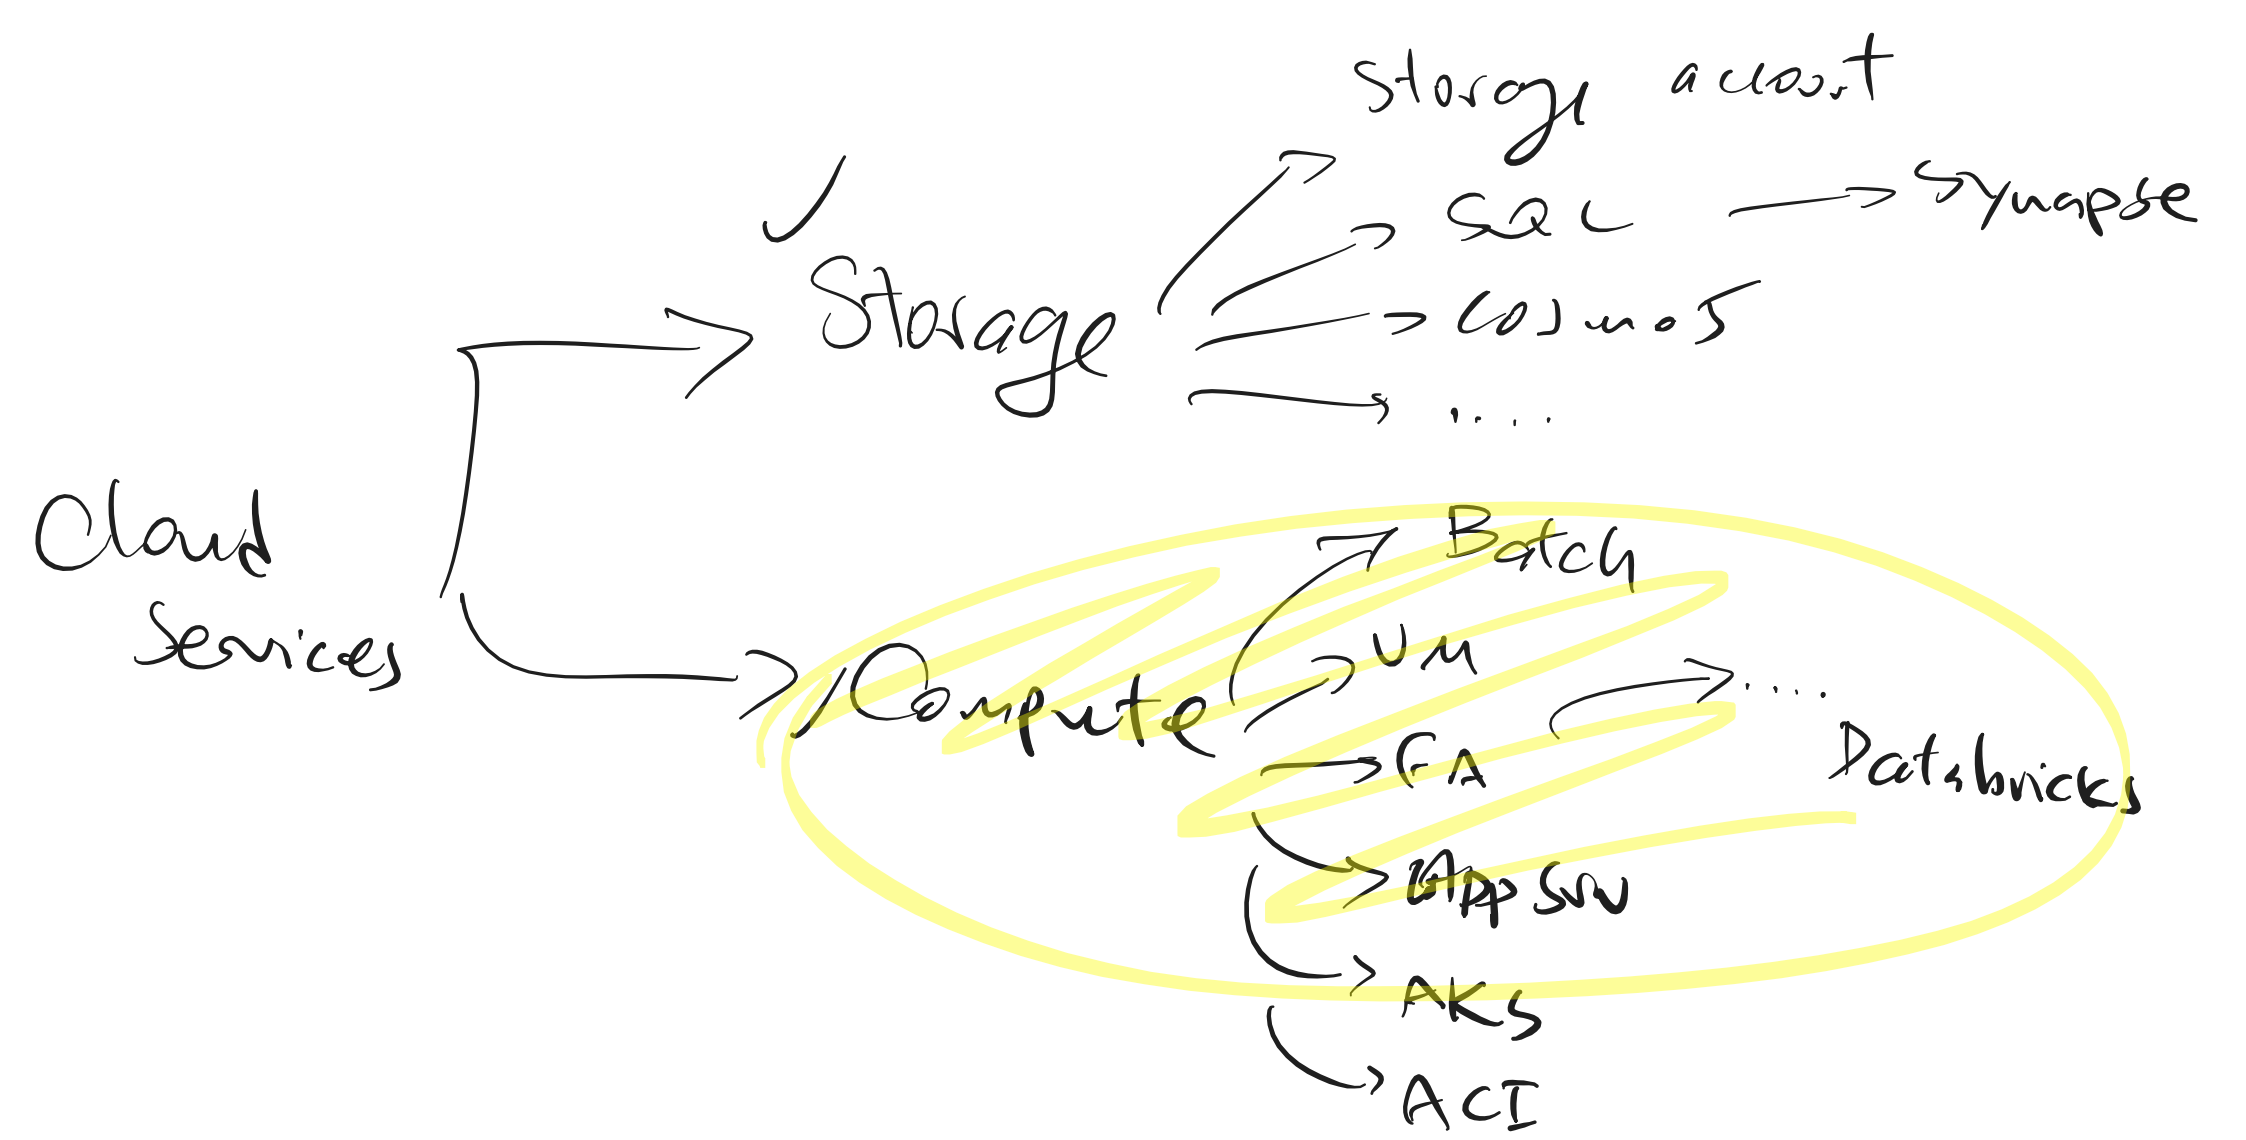 Storage account
SQL
Synapse
Storage
Cosmos
.....
Cloud
Services
Batch
Compute
VM
FA
.....
Databricks
App Srv
AKS
ACI